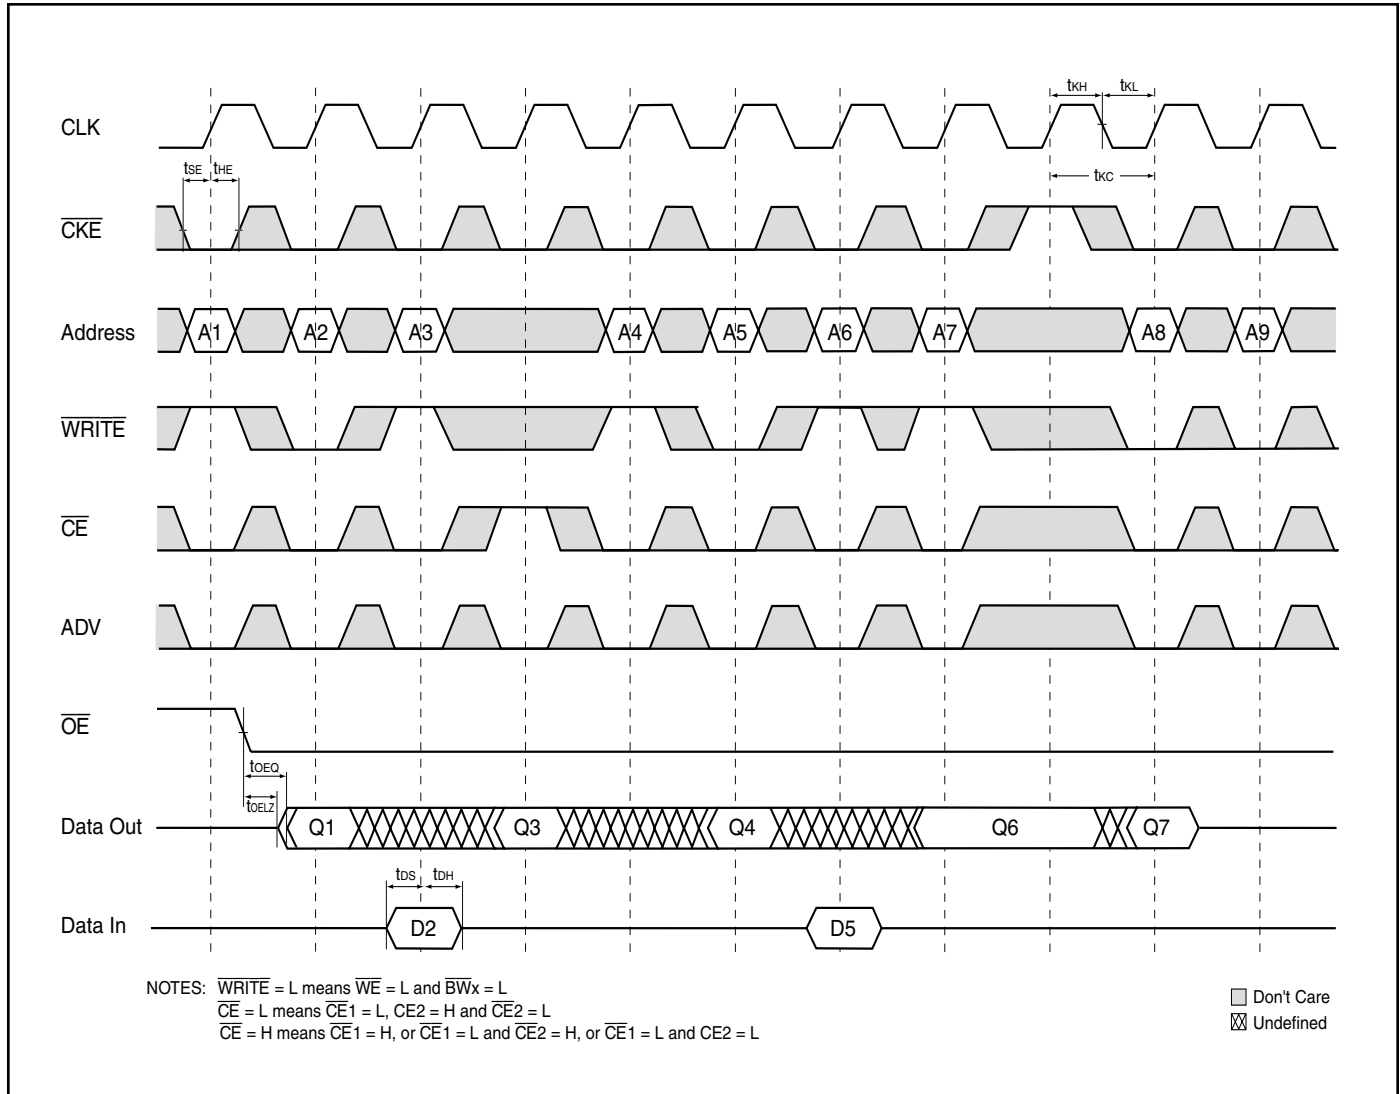 tKH tKL
CLK
tSE tHE
tKC
CKE
Address A1 A2 A3 A4 A5 A6 A7 A8 A9
WRITE
CE
ADV
OE
tOEQ
tOELZ
Data Out Q1 Q3 Q4 Q6 Q7
tDS tDH
Data In D2 D5
NOTES: WRITE = L means WE = L and BWx = L
CE = L means CE1 = L, CE2 = H and CE2 = L
CE = H means CE1 = H, or CE1 = L and CE2 = H, or CE1 = L and CE2 = L
Don't Care
Undefined